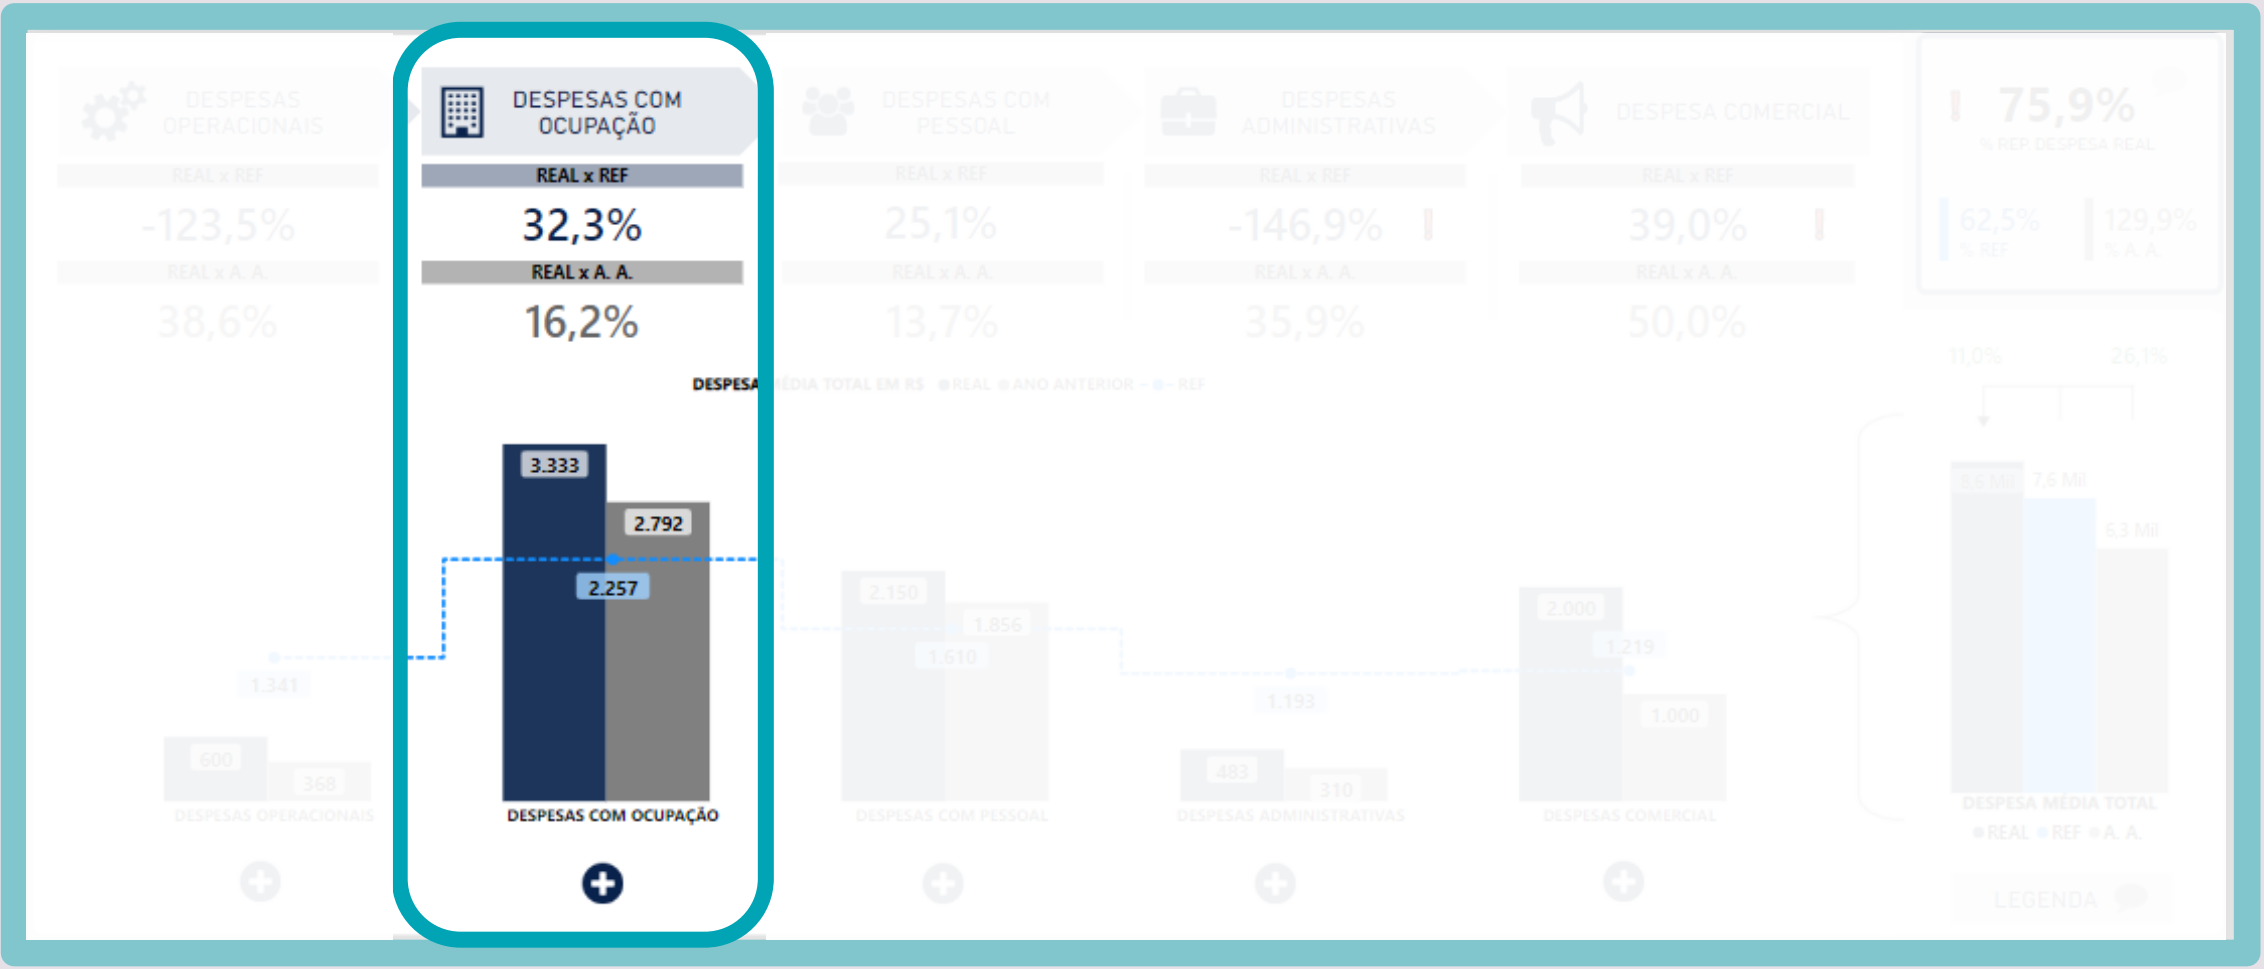 DESPESAS
OPERACIONAIS
REAL x REF
-123,5%
REAL x A. A.
38,6%
DESPESAS COM
OCUPAÇÃO
REAL x REF
32,3%
REAL x A. A.
16,2%
DESPESAS COM
PESSOAL
REAL x REF
25,1%
REAL x A. A.
13,7%
DESPESAS
ADMINISTRATIVAS
REAL x REF
-146,9% !
REAL x A. A.
35,9%
DESPESA COMERCIAL
REAL x REF
39,0% !
REAL x A. A.
50,0%
! 75,9%
% REP. DESPESA REAL
62,5%
% REF
129,9%
% A. A.
DESPESA MÉDIA TOTAL EM R$ REAL ANO ANTERIOR REF
1.341
600
368
DESPESAS OPERACIONAIS
3.333
2.792
2.257
DESPESAS COM OCUPAÇÃO
2.150
1.856
1.610
DESPESAS COM PESSOAL
1.193
483
310
DESPESAS ADMINISTRATIVAS
2.000
1.219
1.000
DESPESAS COMERCIAL
11,0% 26,1%
8,6 Mil
7,6 Mil
6,3 Mil
DESPESA MÉDIA TOTAL
REAL REF A. A.
LEGENDA